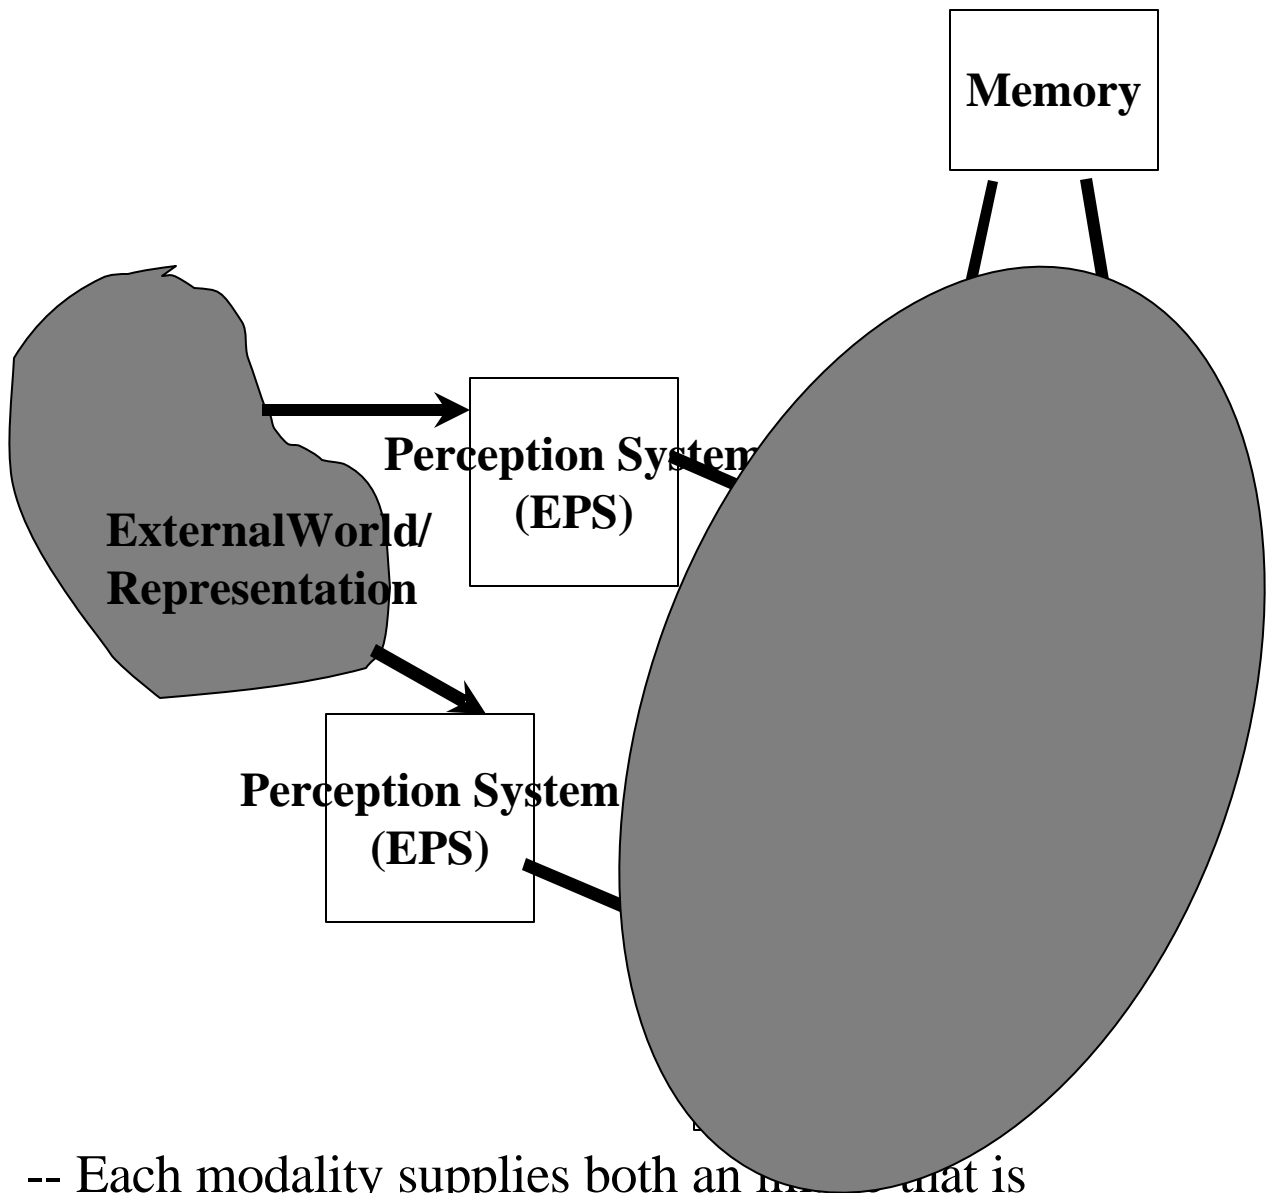 Memory
Perception System
(EPS)
ExternalWorld/
Representation
Perception System
(EPS)
-- Each modality supplies both an that is